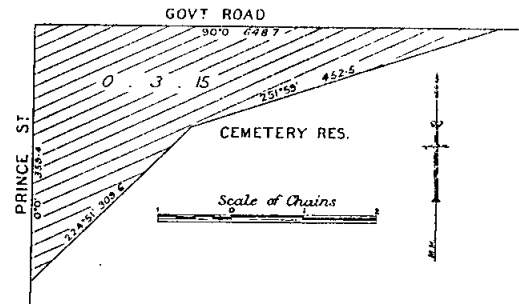 GOVT ROAD
90°0' 648.7
0 . 3 . 15
251°59' 452.5
CEMETERY RES.
PRINCE ST
0°0' 359.4
224°51' 309.6
Scale of Chains
1 0 1 2